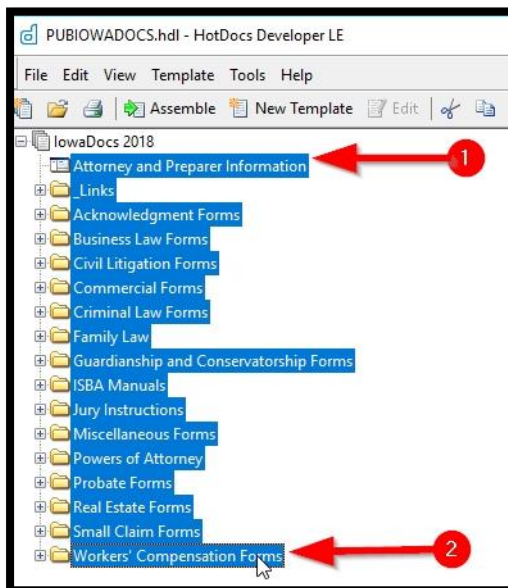 PUBIOWADOCS.hdl - HotDocs Developer LE
File Edit View Template Tools Help
Assemble New Template Edit
IowaDocs 2018
Attorney and Preparer Information 1
_Links
Acknowledgment Forms
Business Law Forms
Civil Litigation Forms
Commercial Forms
Criminal Law Forms
Family Law
Guardianship and Conservatorship Forms
ISBA Manuals
Jury Instructions
Miscellaneous Forms
Powers of Attorney
Probate Forms
Real Estate Forms
Small Claim Forms
Workers' Compensation Forms 2